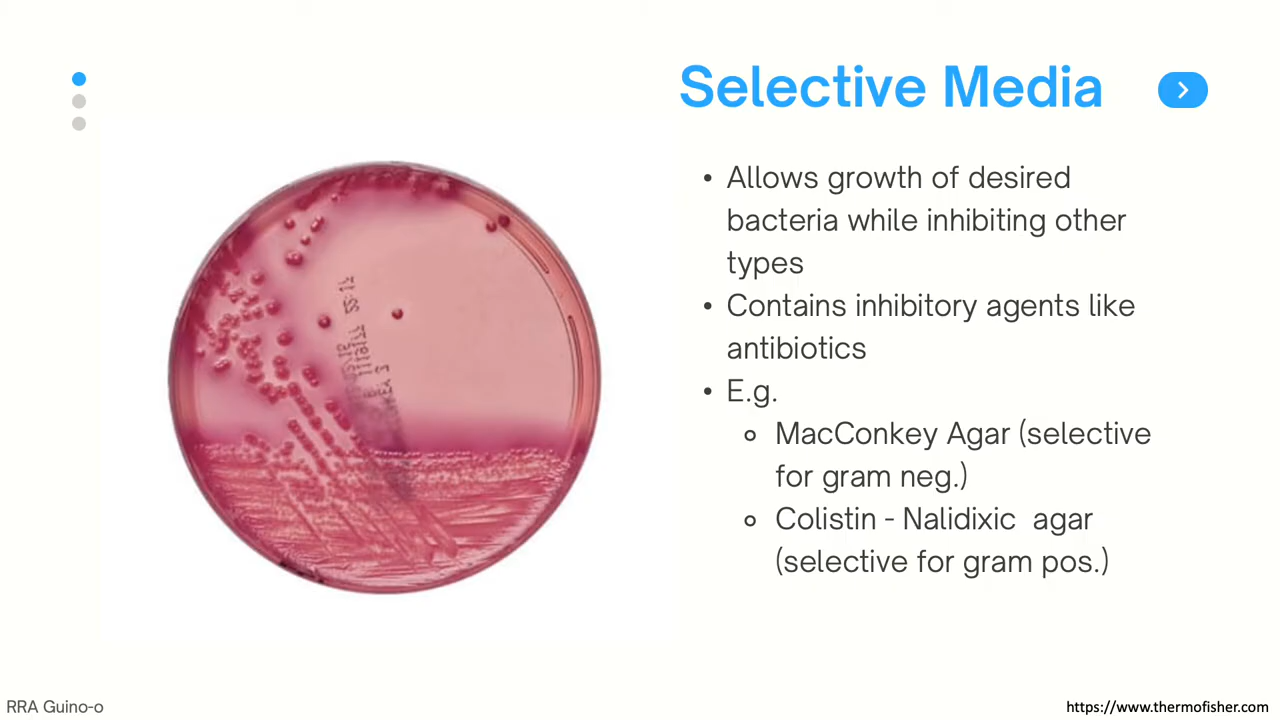 Selective Media
• Allows growth of desired
bacteria while inhibiting other
types
• Contains inhibitory agents like
antibiotics
• E.g.
MacConkey Agar (selective
for gram neg.)
Colistin - Nalidixic agar
(selective for gram pos.)
RRA Guino-o
https://www.thermofisher.com